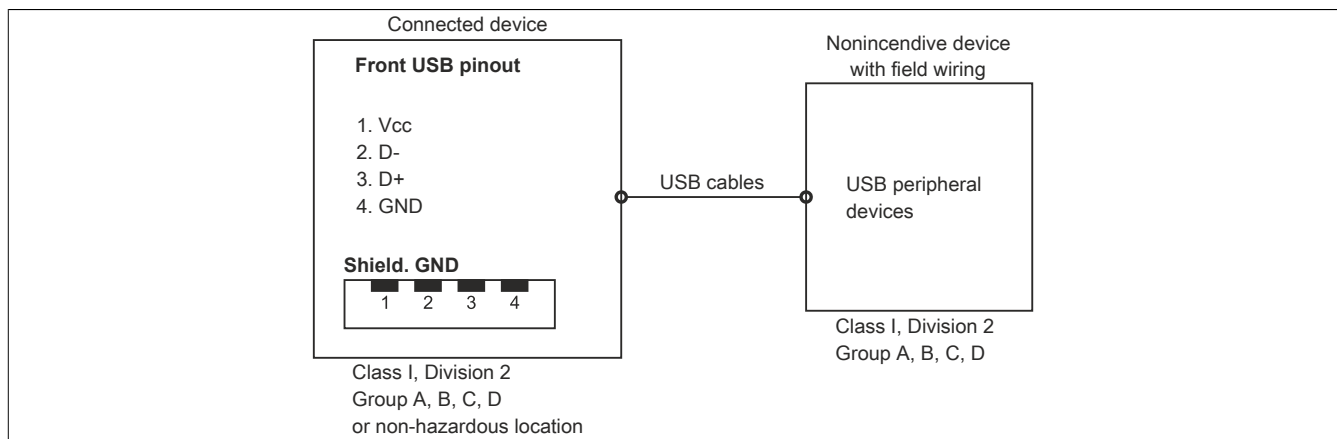 Connected device
Front USB pinout
1. Vcc
2. D-
3. D+
4. GND
Shield. GND
1 2 3 4
Class I, Division 2
Group A, B, C, D
or non-hazardous location
USB cables
Nonincendive device
with field wiring
USB peripheral
devices
Class I, Division 2
Group A, B, C, D